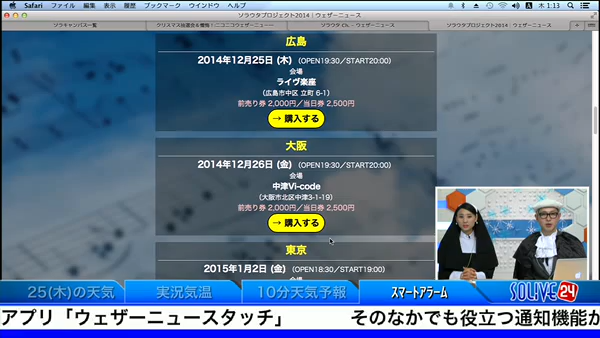 Safari ファイル 編集 表示 履歴 ブックマーク ウインドウ ヘルプ
木 1:13
ソラウタプロジェクト2014｜ウェザーニュース
広島
2014年12月25日 (木) （OPEN19:30／START20:00）
会場
ライヴ楽座
（広島市中区 立町 6-1）
前売り券 2,000円／当日券 2,500円
→ 購入する
大阪
2014年12月26日 (金) （OPEN19:30／START20:00）
会場
中津Vi-code
（大阪市北区中津3-1-19）
前売り券 2,000円／当日券 2,500円
→ 購入する
東京
2015年1月2日 (金) （OPEN18:30／START19:00）
25(木)の天気
実況気温
10分天気予報
スマートアラーム
SOLiVE24
アプリ「ウェザーニュースタッチ」 そのなかでも役立つ通知機能が